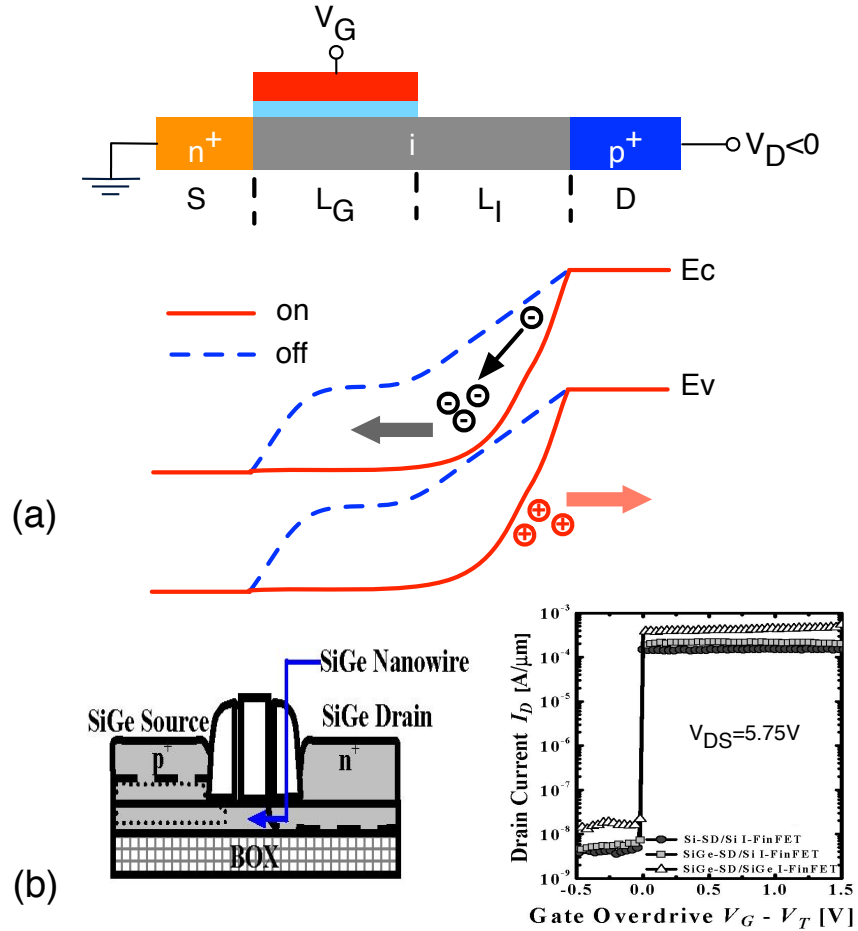 V_G
n^+
i
p^+
V_D<0
S
L_G
L_I
D
on
off
Ec
Ev
(a)
SiGe Nanowire
SiGe Source
SiGe Drain
p^+
n^+
BOX
(b)
Drain Current I_D [A/μm]
10^-3
10^-4
10^-5
10^-6
10^-7
10^-8
10^-9
V_DS=5.75V
Si-SD/Si I-FinFET
SiGe-SD/Si I-FinFET
SiGe-SD/SiGe I-FinFET
-0.5 0.0 0.5 1.0 1.5
Gate Overdrive V_G - V_T [V]